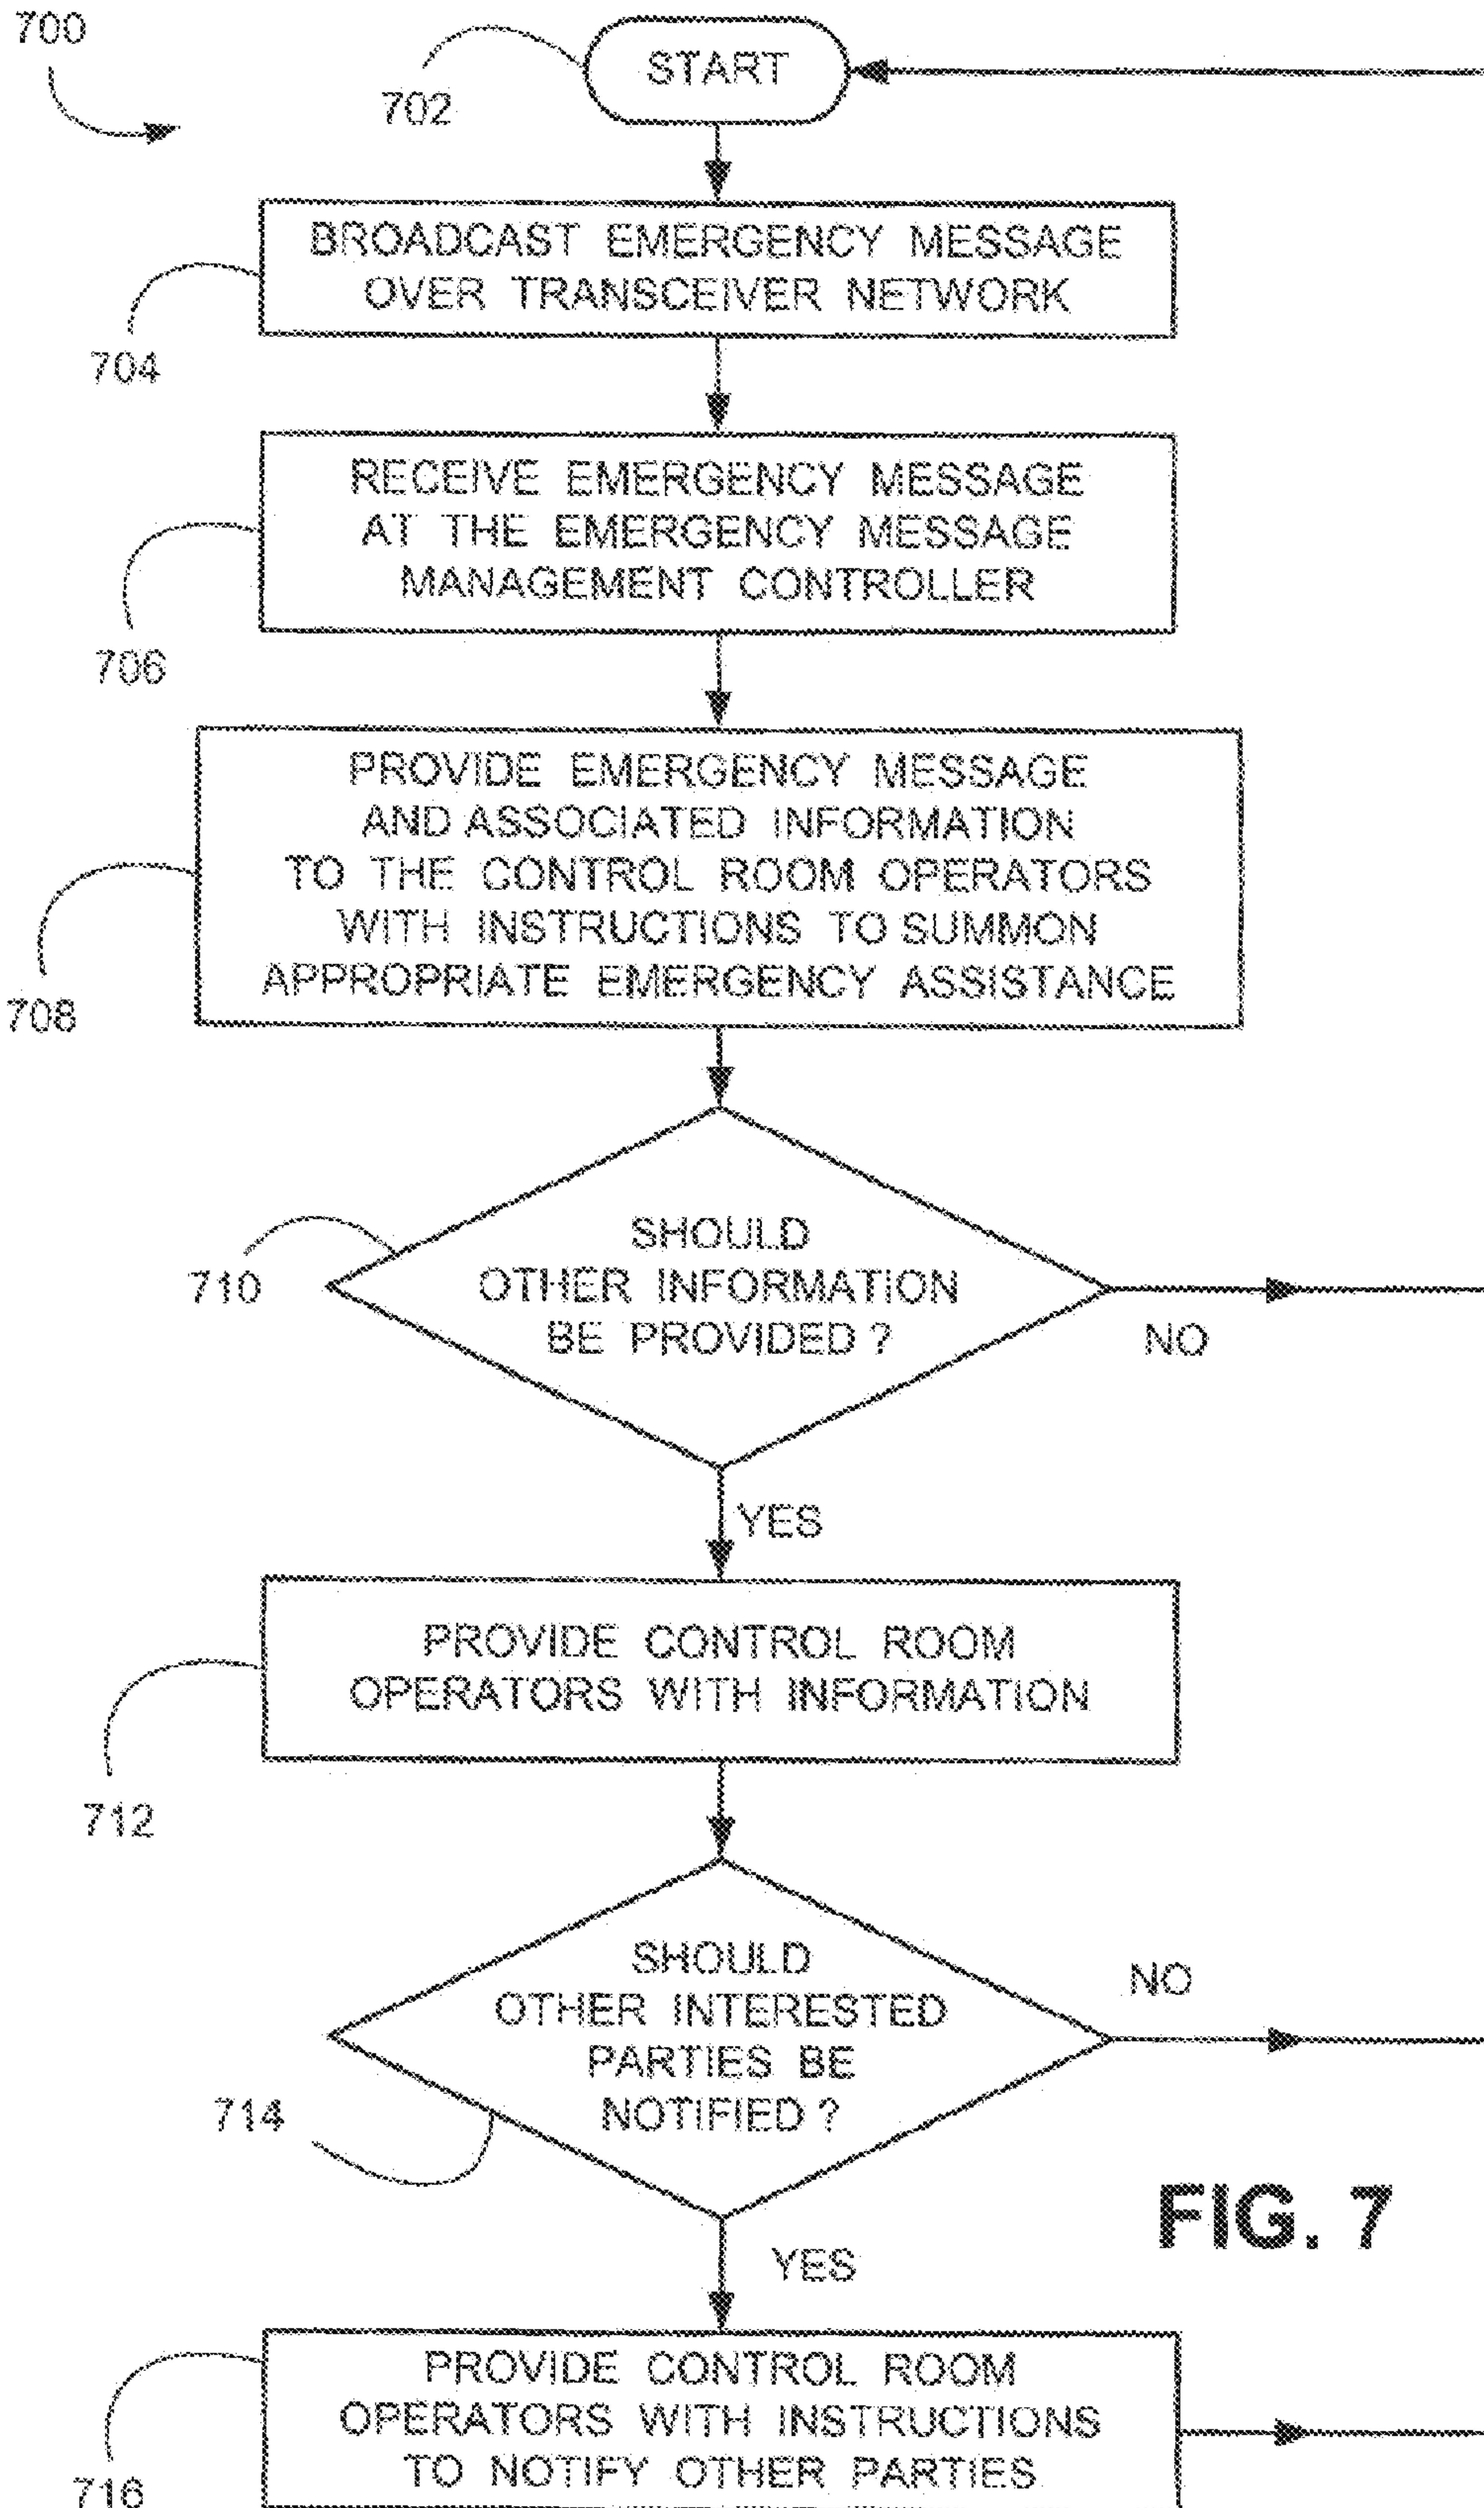 700
START
702
BROADCAST EMERGENCY MESSAGE
OVER TRANSCEIVER NETWORK
704
RECEIVE EMERGENCY MESSAGE
AT THE EMERGENCY MESSAGE
MANAGEMENT CONTROLLER
706
PROVIDE EMERGENCY MESSAGE
AND ASSOCIATED INFORMATION
TO THE CONTROL ROOM OPERATORS
WITH INSTRUCTIONS TO SUMMON
APPROPRIATE EMERGENCY ASSISTANCE
708
SHOULD
OTHER INFORMATION
BE PROVIDED ?
710
NO
YES
PROVIDE CONTROL ROOM
OPERATORS WITH INFORMATION
712
SHOULD
OTHER INTERESTED
PARTIES BE
NOTIFIED ?
NO
714
FIG. 7
YES
PROVIDE CONTROL ROOM
OPERATORS WITH INSTRUCTIONS
TO NOTIFY OTHER PARTIES
716